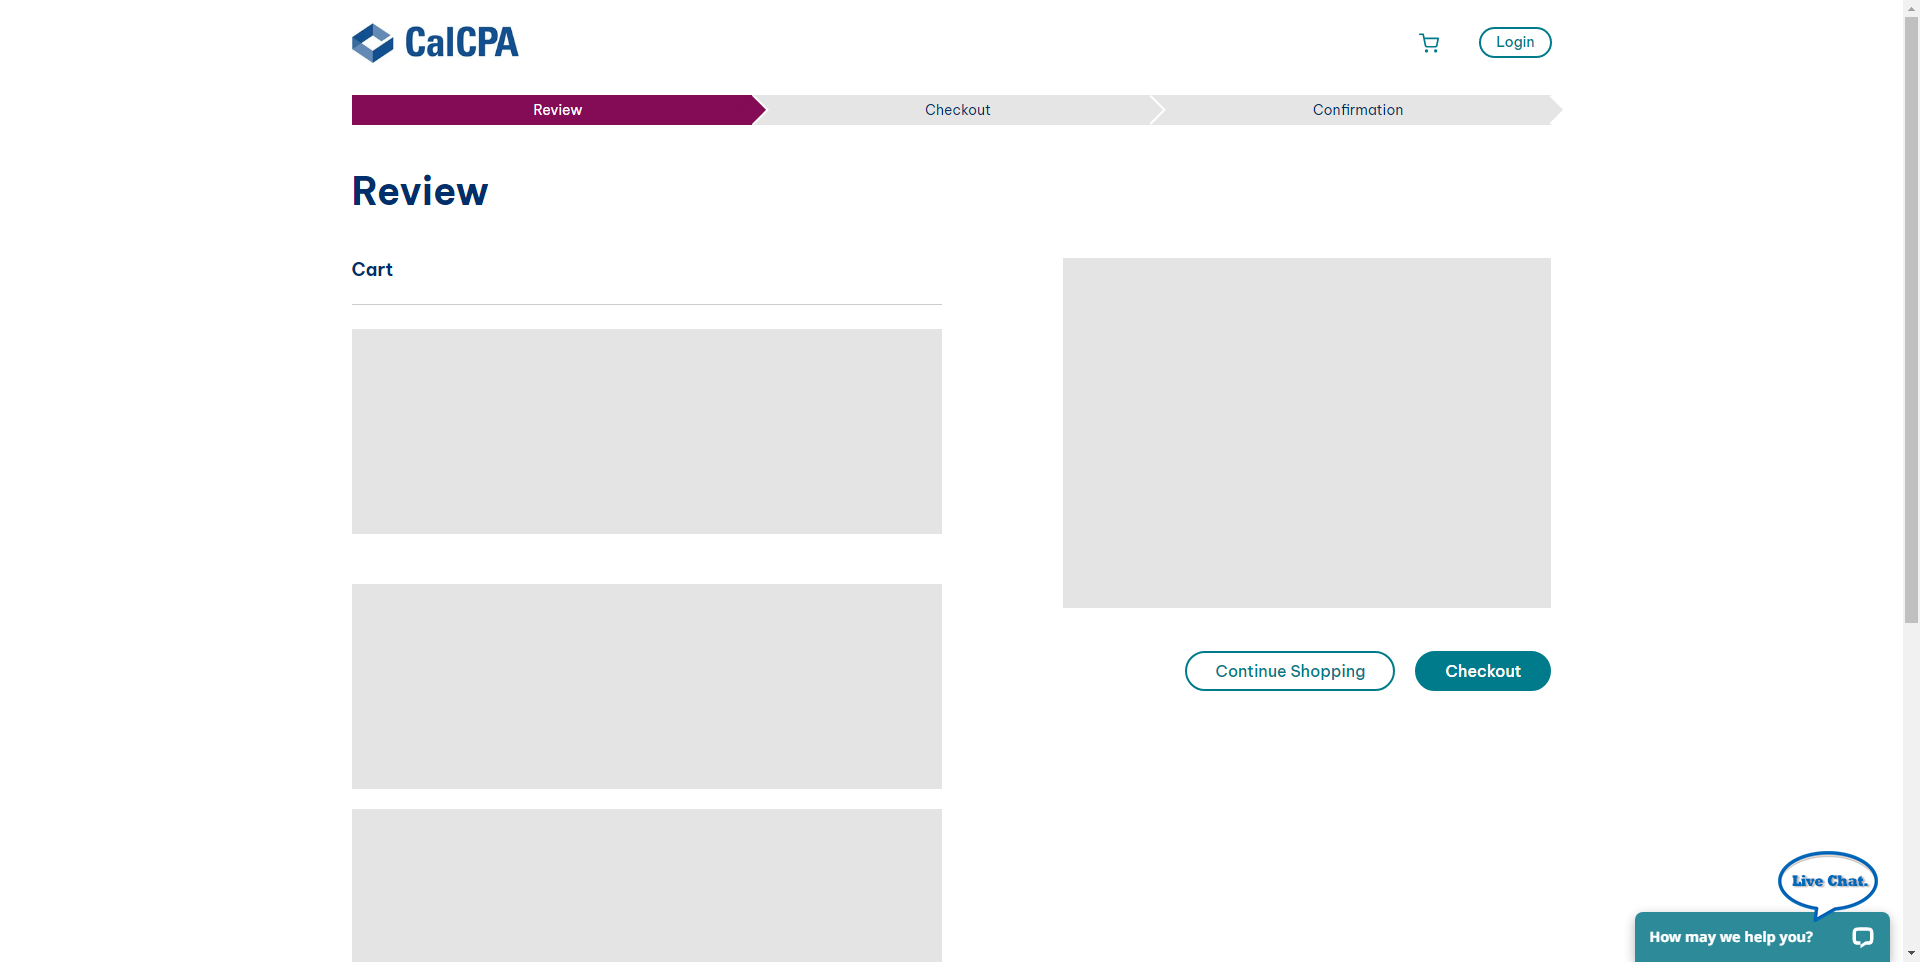 CalCPA
Login
Review
Checkout
Confirmation
Review
Cart
Continue Shopping
Checkout
Live Chat.
How may we help you?